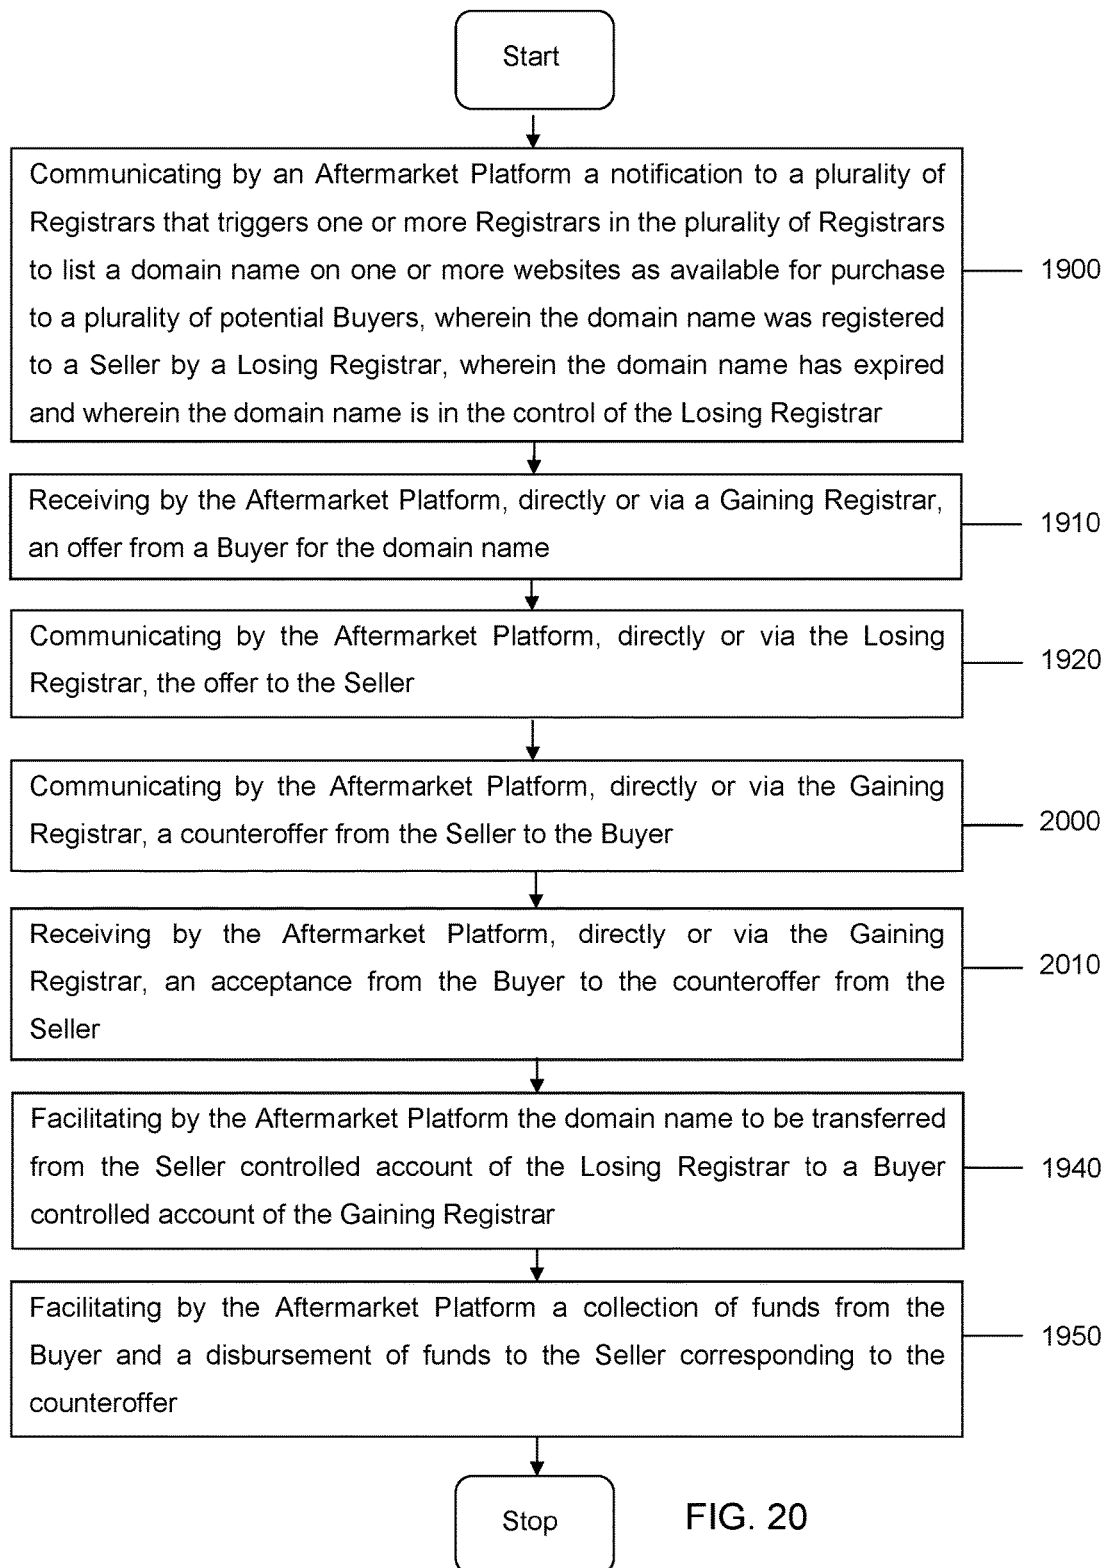 Start
Communicating by an Aftermarket Platform a notification to a plurality of
Registrars that triggers one or more Registrars in the plurality of Registrars
to list a domain name on one or more websites as available for purchase
to a plurality of potential Buyers, wherein the domain name was registered
to a Seller by a Losing Registrar, wherein the domain name has expired
and wherein the domain name is in the control of the Losing Registrar
1900
Receiving by the Aftermarket Platform, directly or via a Gaining Registrar,
an offer from a Buyer for the domain name
1910
Communicating by the Aftermarket Platform, directly or via the Losing
Registrar, the offer to the Seller
1920
Communicating by the Aftermarket Platform, directly or via the Gaining
Registrar, a counteroffer from the Seller to the Buyer
2000
Receiving by the Aftermarket Platform, directly or via the Gaining
Registrar, an acceptance from the Buyer to the counteroffer from the
Seller
2010
Facilitating by the Aftermarket Platform the domain name to be transferred
from the Seller controlled account of the Losing Registrar to a Buyer
controlled account of the Gaining Registrar
1940
Facilitating by the Aftermarket Platform a collection of funds from the
Buyer and a disbursement of funds to the Seller corresponding to the
counteroffer
1950
Stop
FIG. 20